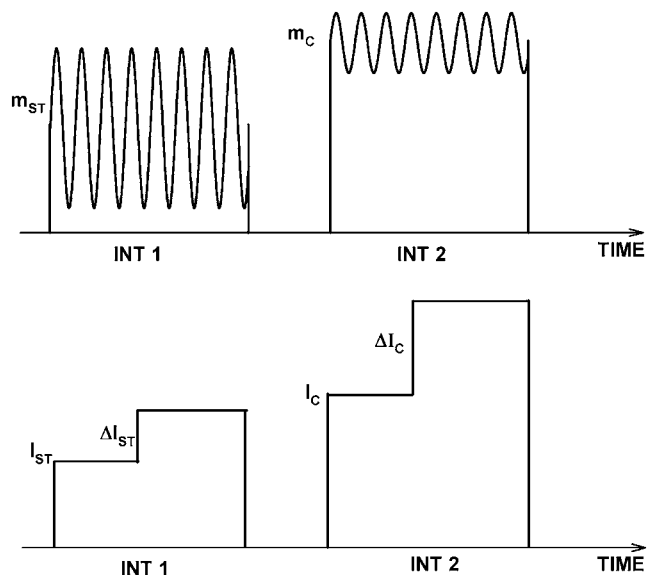 m_C
m_ST
INT 1
INT 2
TIME
ΔI_C
I_C
ΔI_ST
I_ST
INT 1
INT 2
TIME